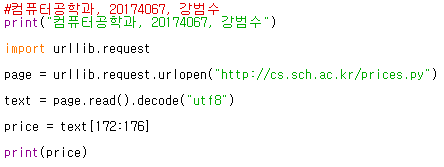 #컴퓨터공학과, 20174067, 강범수
print("컴퓨터공학과, 20174067, 강범수")
import urllib.request
page = urllib.request.urlopen("http://cs.sch.ac.kr/prices.py")
text = page.read().decode("utf8")
price = text[172:176]
print(price)